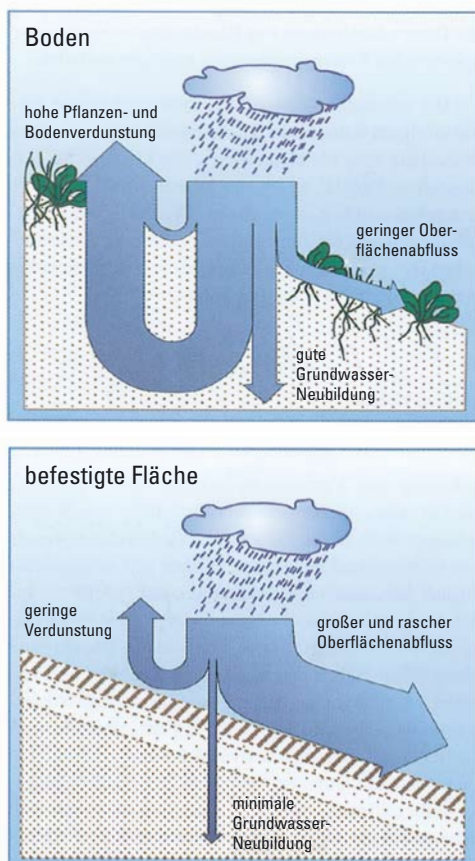 Boden
hohe Pflanzen- und
Bodenverdunstung
geringer Ober-
flächenabfluss
gute
Grundwasser-
Neubildung
befestigte Fläche
geringe
Verdunstung
großer und rascher
Oberflächenabfluss
minimale
Grundwasser-
Neubildung